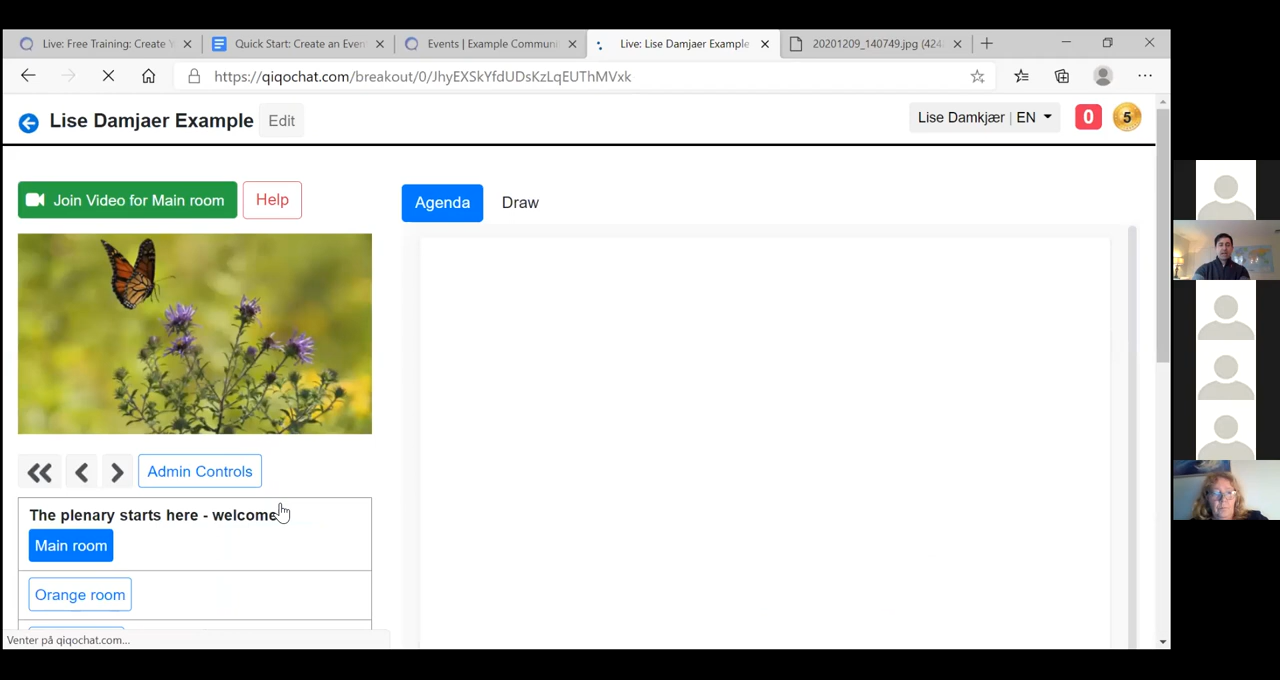 Live: Free Training: Create Y
Quick Start: Create an Even
Events | Example Communi
Live: Lise Damjaer Example
20201209_140749.jpg (424
https://qiqochat.com/breakout/0/JhyEXSkYfdUDsKzLqEUThMVxk
Lise Damjaer Example
Edit
Lise Damkjær | EN
0
5
Join Video for Main room
Help
Agenda
Draw
Admin Controls
The plenary starts here - welcome
Main room
Orange room
Venter på qiqochat.com...